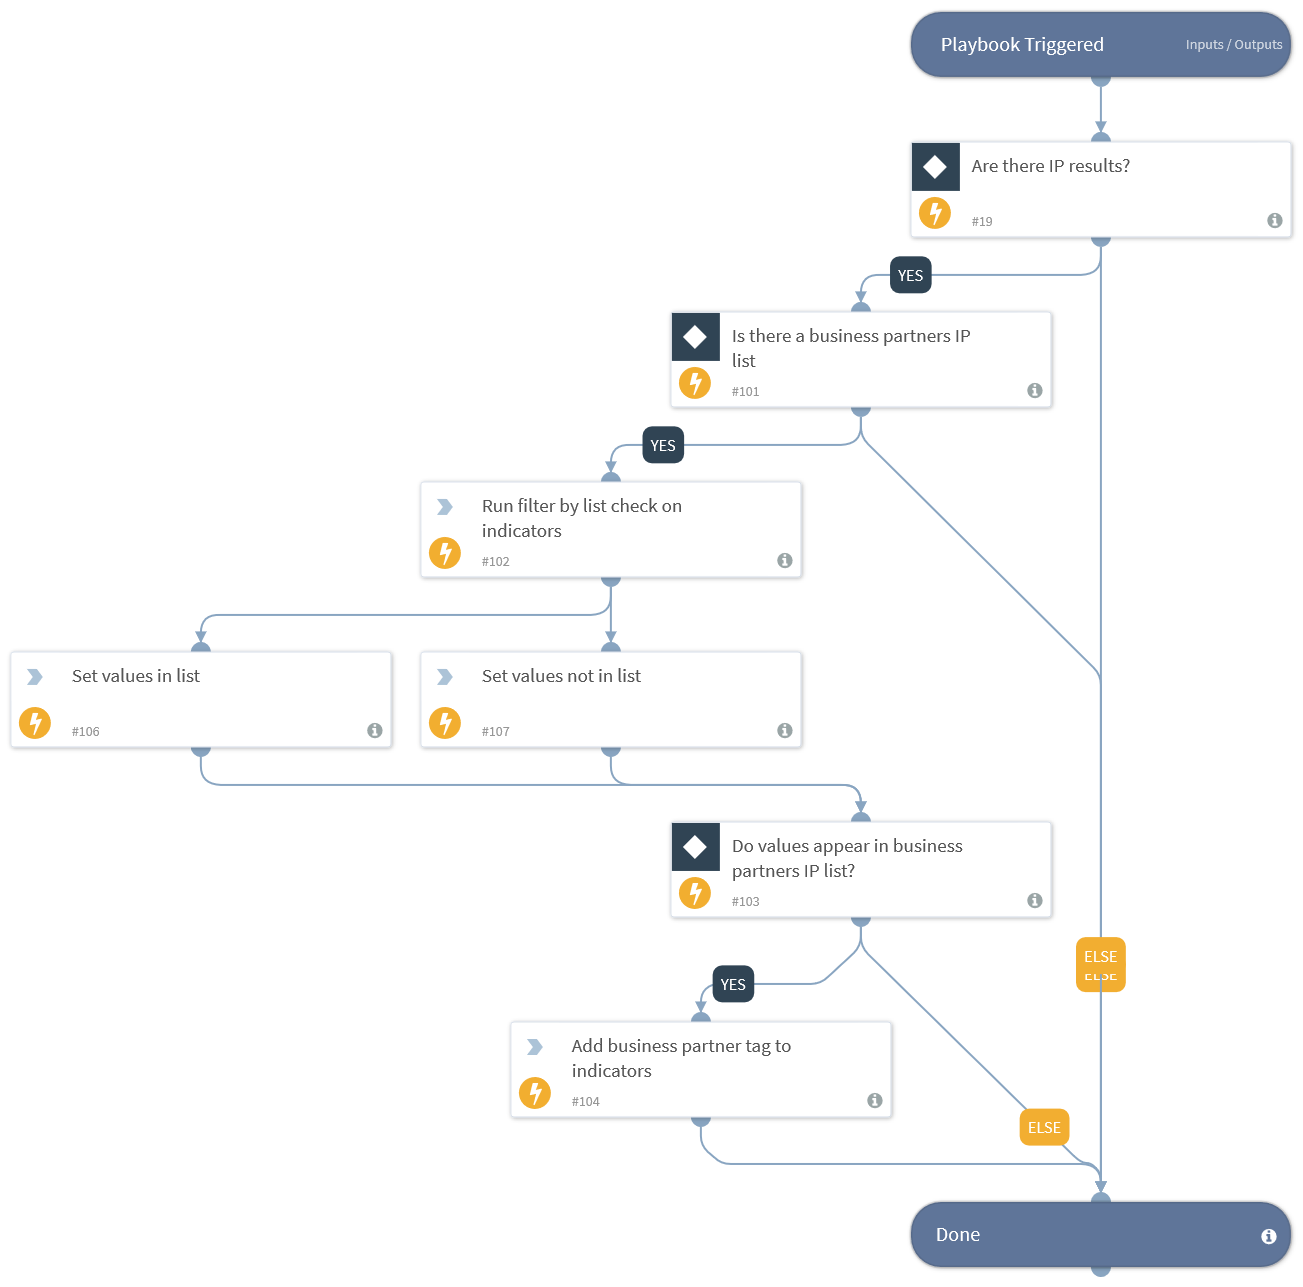 Playbook Triggered
Inputs / Outputs
Are there IP results?
#19
YES
Is there a business partners IP
list
#101
YES
Run filter by list check on
indicators
#102
Set values in list
#106
Set values not in list
#107
Do values appear in business
partners IP list?
#103
ELSE
ELSE
YES
Add business partner tag to
indicators
#104
ELSE
Done